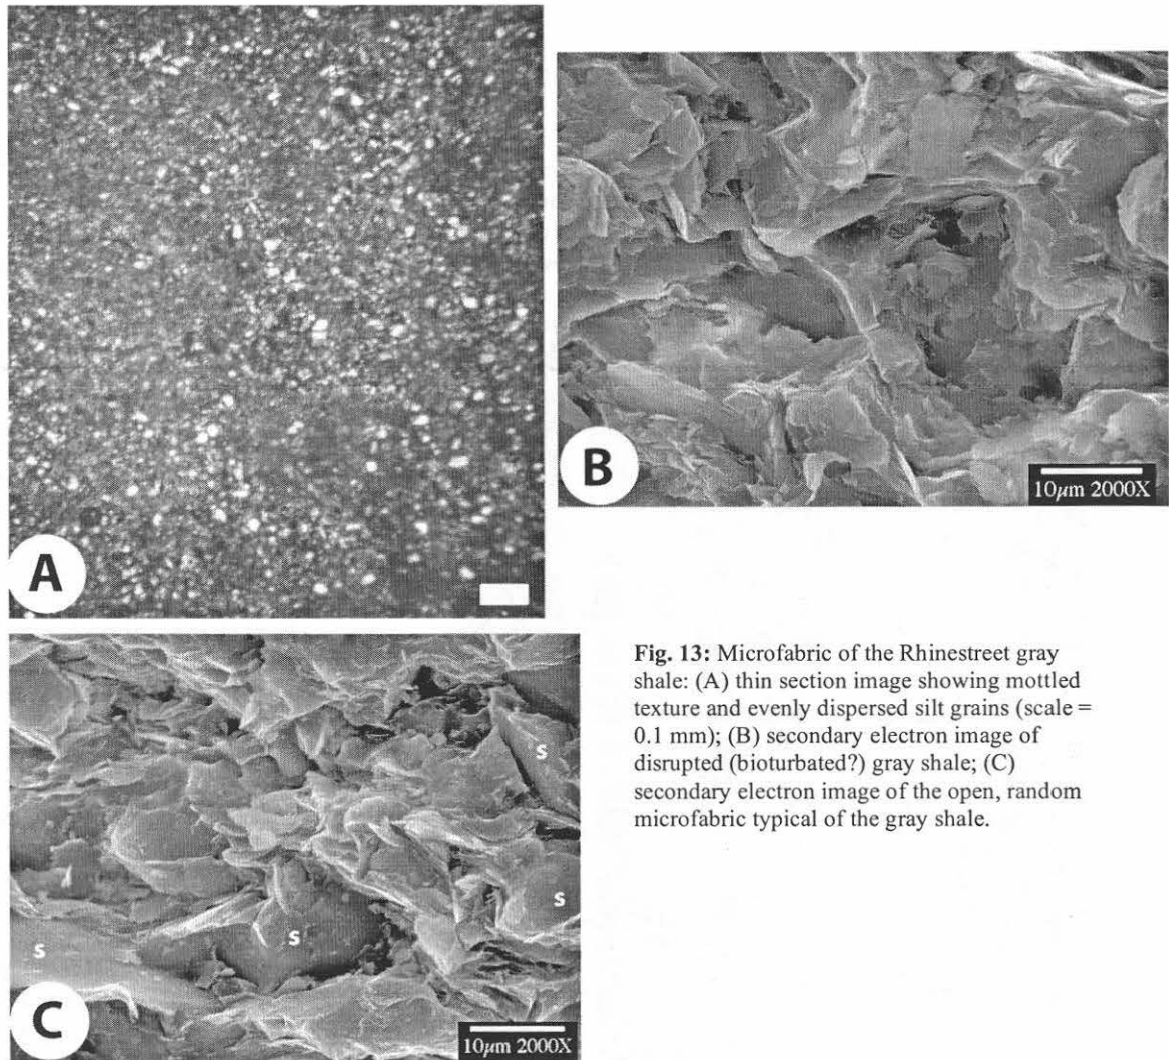 A
B
10µm 2000X
s
s
s
s
C
10µm 2000X
Fig. 13: Microfabric of the Rhinestreet gray
shale: (A) thin section image showing mottled
texture and evenly dispersed silt grains (scale =
0.1 mm); (B) secondary electron image of
disrupted (bioturbated?) gray shale; (C)
secondary electron image of the open, random
microfabric typical of the gray shale.